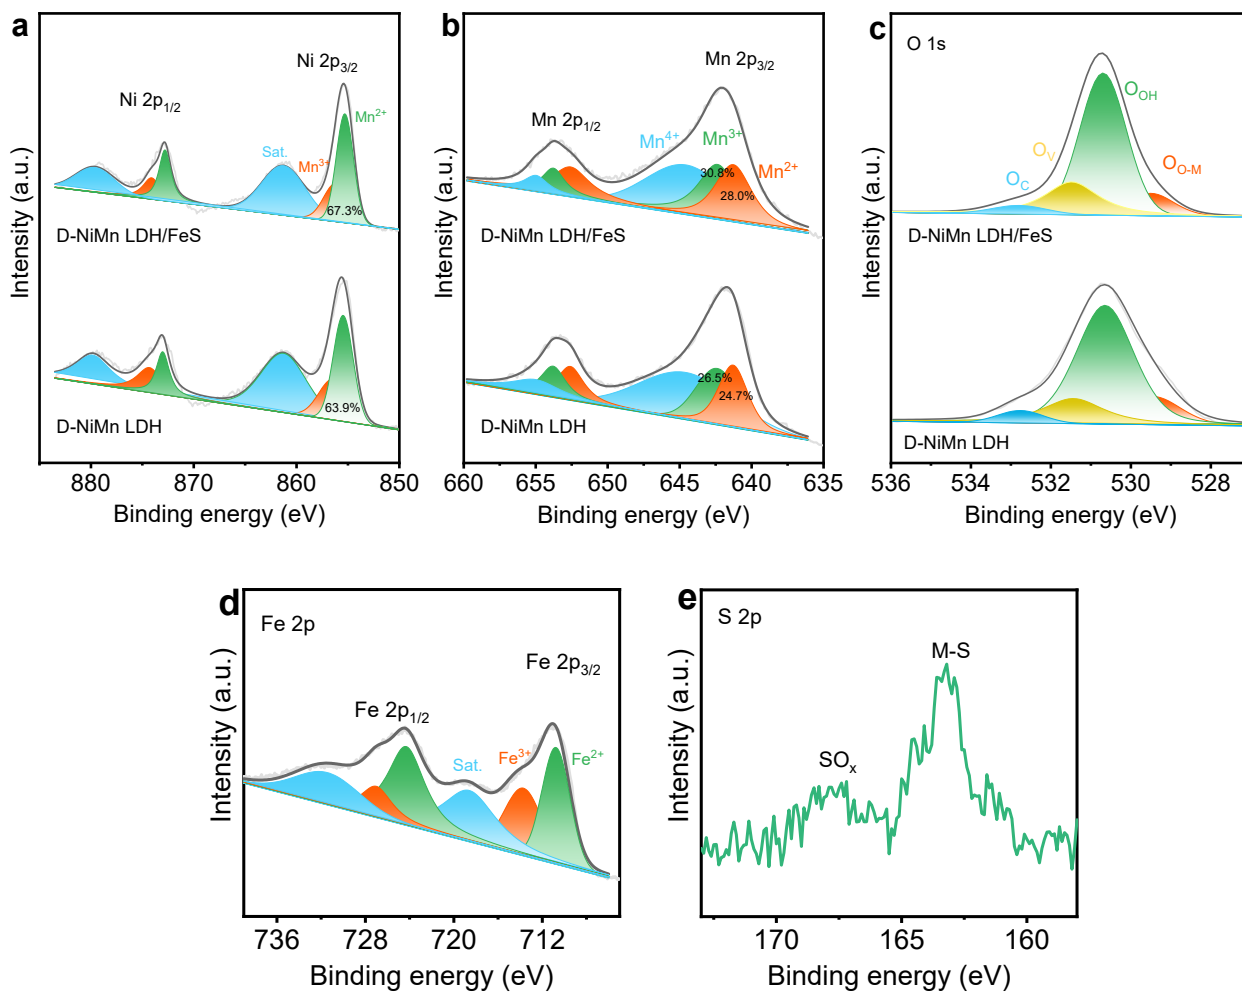 a
Ni 2p3/2
Ni 2p1/2
Mn2+
Sat.
Mn3+
67.3%
D-NiMn LDH/FeS
63.9%
D-NiMn LDH
Intensity (a.u.)
880 870 860 850
Binding energy (eV)
b
Mn 2p3/2
Mn 2p1/2
Mn4+
Mn3+
Mn2+
30.8%
28.0%
D-NiMn LDH/FeS
26.5%
24.7%
D-NiMn LDH
Intensity (a.u.)
660 655 650 645 640 635
Binding energy (eV)
c
O 1s
OOH
OV
OC
OO-M
D-NiMn LDH/FeS
D-NiMn LDH
Intensity (a.u.)
536 534 532 530 528
Binding energy (eV)
d
Fe 2p
Fe 2p3/2
Fe 2p1/2
Sat.
Fe3+
Fe2+
Intensity (a.u.)
736 728 720 712
Binding energy (eV)
e
S 2p
M-S
SOx
Intensity (a.u.)
170 165 160
Binding energy (eV)